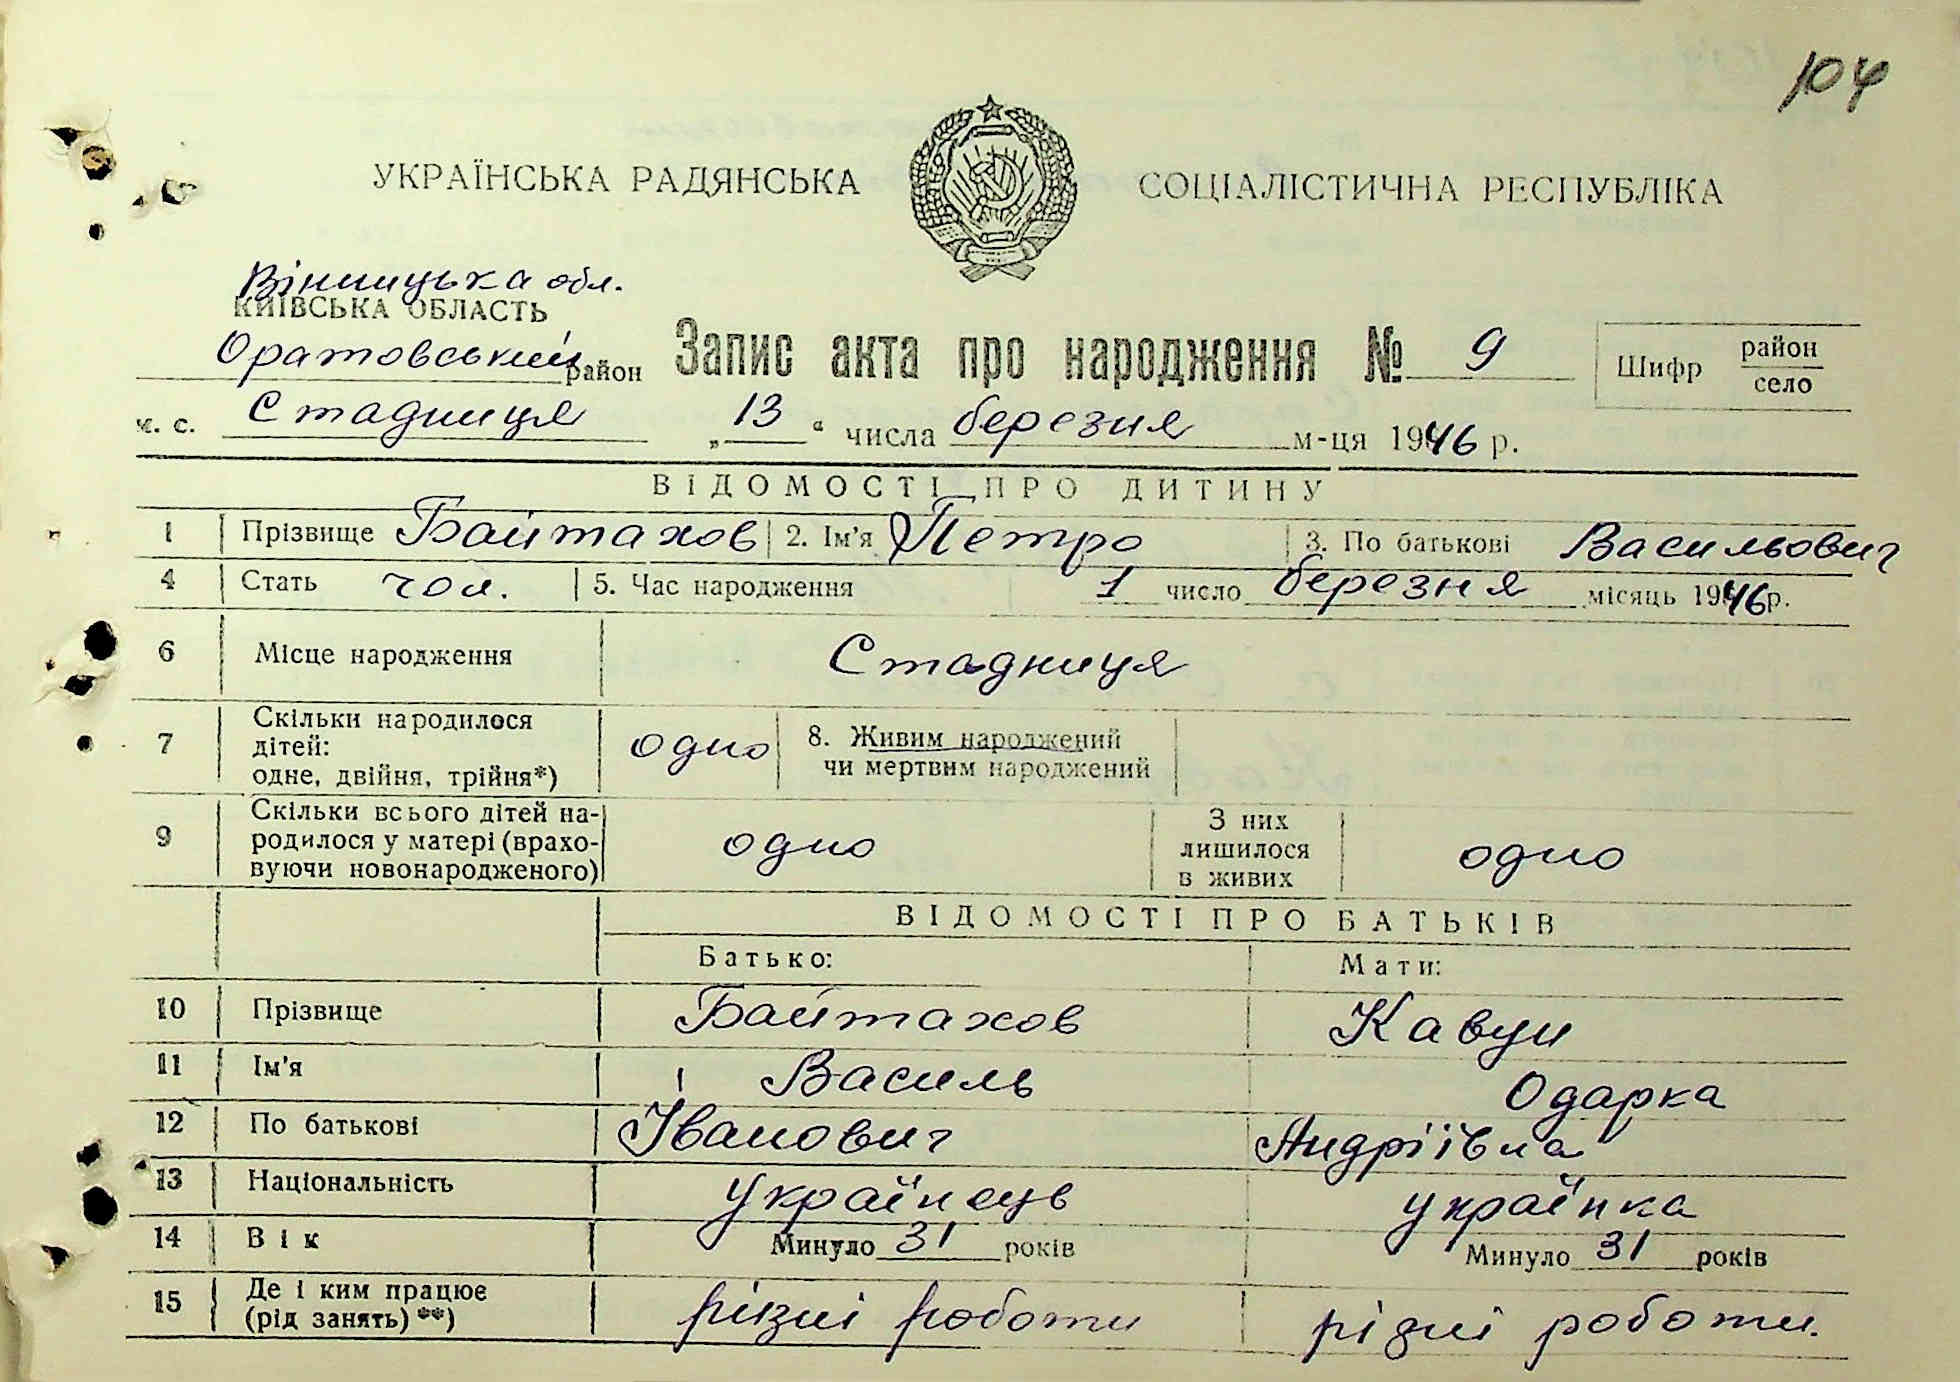 104
УКРАЇНСЬКА РАДЯНСЬКА СОЦІАЛІСТИЧНА РЕСПУБЛІКА
Вінницька обл.
КИЇВСЬКА ОБЛАСТЬ
Оратовський район Запис акта про народження № 9 Шифр район село
м. с. Стадниця „13“ числа березня м-ця 1946 р.
ВІДОМОСТІ ПРО ДИТИНУ
1 Прізвище Байтахов 2. Ім'я Петро 3. По батькові Васильович
4 Стать чол. 5. Час народження 1 число березня місяць 1946 р.
6 Місце народження Стадниця
7 Скільки народилося
дітей:
одне, двійня, трійня*) одно 8. Живим народжений
чи мертвим народжений
9 Скільки всього дітей на-
родилося у матері (врахо-
вуючи новонародженого) одно З них
лишилося
в живих одно
ВІДОМОСТІ ПРО БАТЬКІВ
Батько: Мати:
10 Прізвище Байтахов Кавун
11 Ім'я Василь Одарка
12 По батькові Іванович Андріївна
13 Національність українець українка
14 Вік Минуло 31 років Минуло 31 років
15 Де і ким працює
(рід занять) **) різні роботи різні роботи.